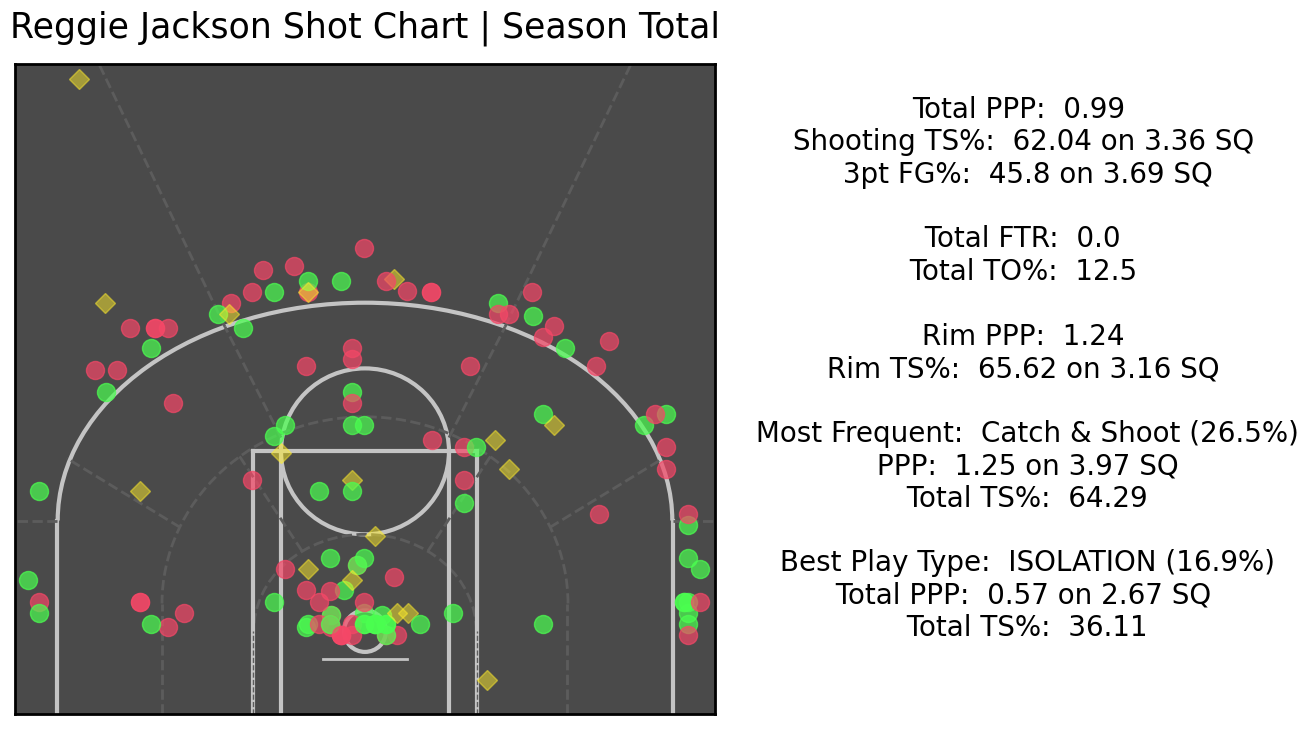 Reggie Jackson Shot Chart | Season Total
Total PPP: 0.99
Shooting TS%: 62.04 on 3.36 SQ
3pt FG%: 45.8 on 3.69 SQ
Total FTR: 0.0
Total TO%: 12.5
Rim PPP: 1.24
Rim TS%: 65.62 on 3.16 SQ
Most Frequent: Catch & Shoot (26.5%)
PPP: 1.25 on 3.97 SQ
Total TS%: 64.29
Best Play Type: ISOLATION (16.9%)
Total PPP: 0.57 on 2.67 SQ
Total TS%: 36.11